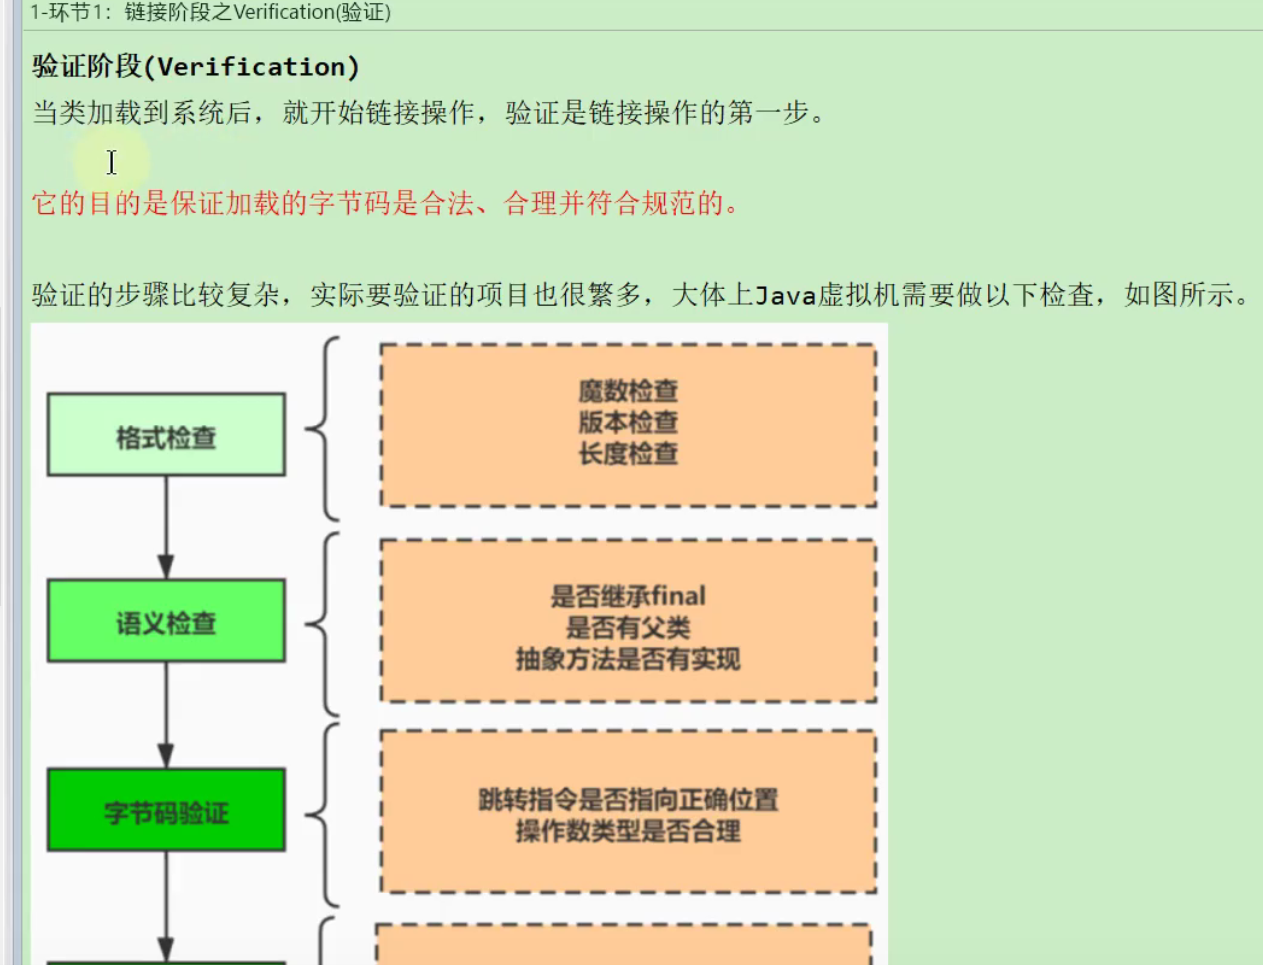 1-环节1：链接阶段之Verification(验证)
验证阶段(Verification)
当类加载到系统后，就开始链接操作，验证是链接操作的第一步。
它的目的是保证加载的字节码是合法、合理并符合规范的。
验证的步骤比较复杂，实际要验证的项目也很繁多，大体上Java虚拟机需要做以下检查，如图所示。
格式检查
魔数检查
版本检查
长度检查
语义检查
是否继承final
是否有父类
抽象方法是否有实现
字节码验证
跳转指令是否指向正确位置
操作数类型是否合理